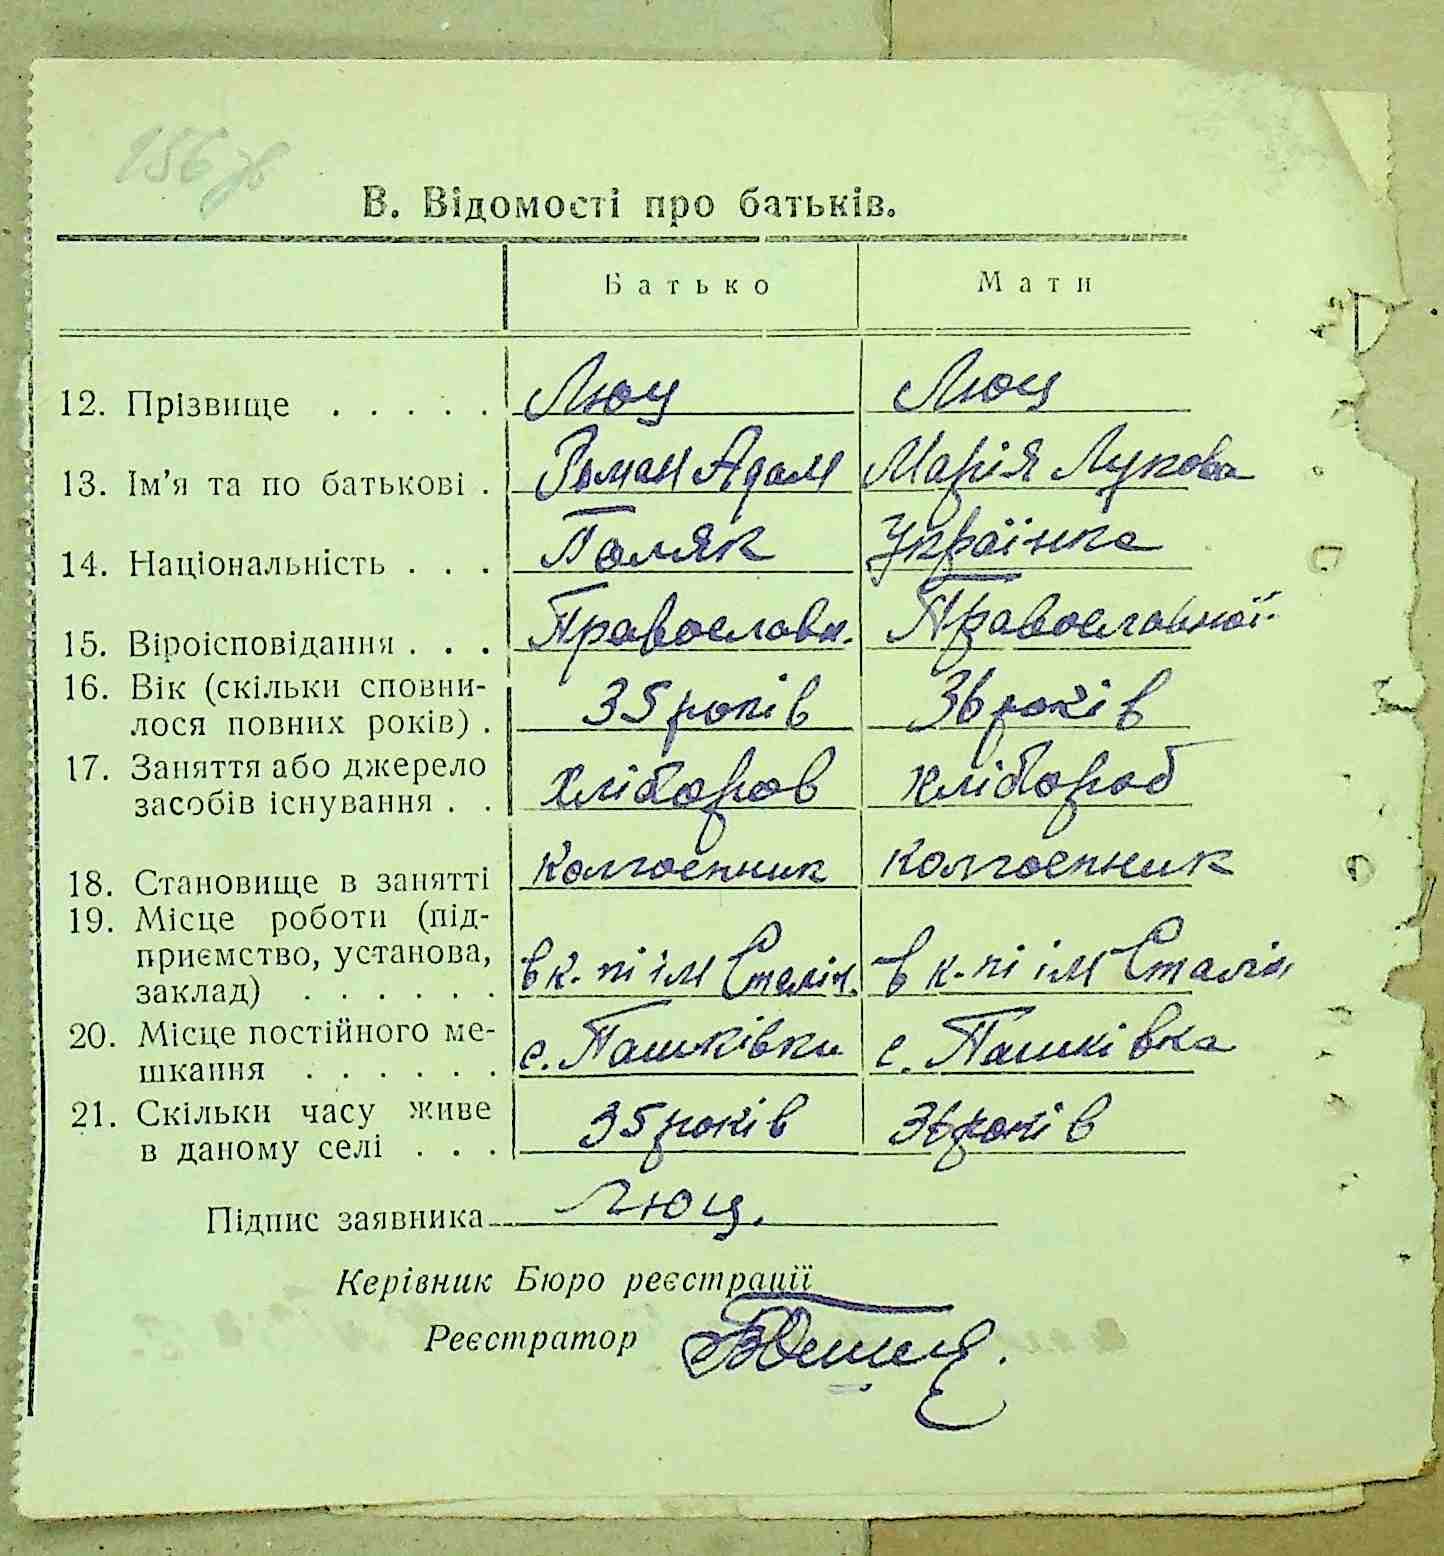 156 зв
В. Відомості про батьків.
Батько Мати
12. Прізвище . . . . . Люц Люц
13. Ім'я та по батькові . Роман Адам Марія Лукова
14. Національність . . . Поляк Українка
15. Віроісповідання . . . Православн. Православної
16. Вік (скільки сповни-
лося повних років) . 35 років 36 років
17. Заняття або джерело
засобів існування . . Хлібороб хлібороб
18. Становище в занятті колгоспник колгоспник
19. Місце роботи (під-
приємство, установа,
заклад) . . . . . . в к-пі ім Сталін. в к-пі ім Сталін
20. Місце постійного ме-
шкання . . . . . . с. Пашківки с. Пашківка
21. Скільки часу живе
в даному селі . . . 35 років 36 років
Підпис заявника Люц.
Керівник Бюро реєстрації
Реєстратор